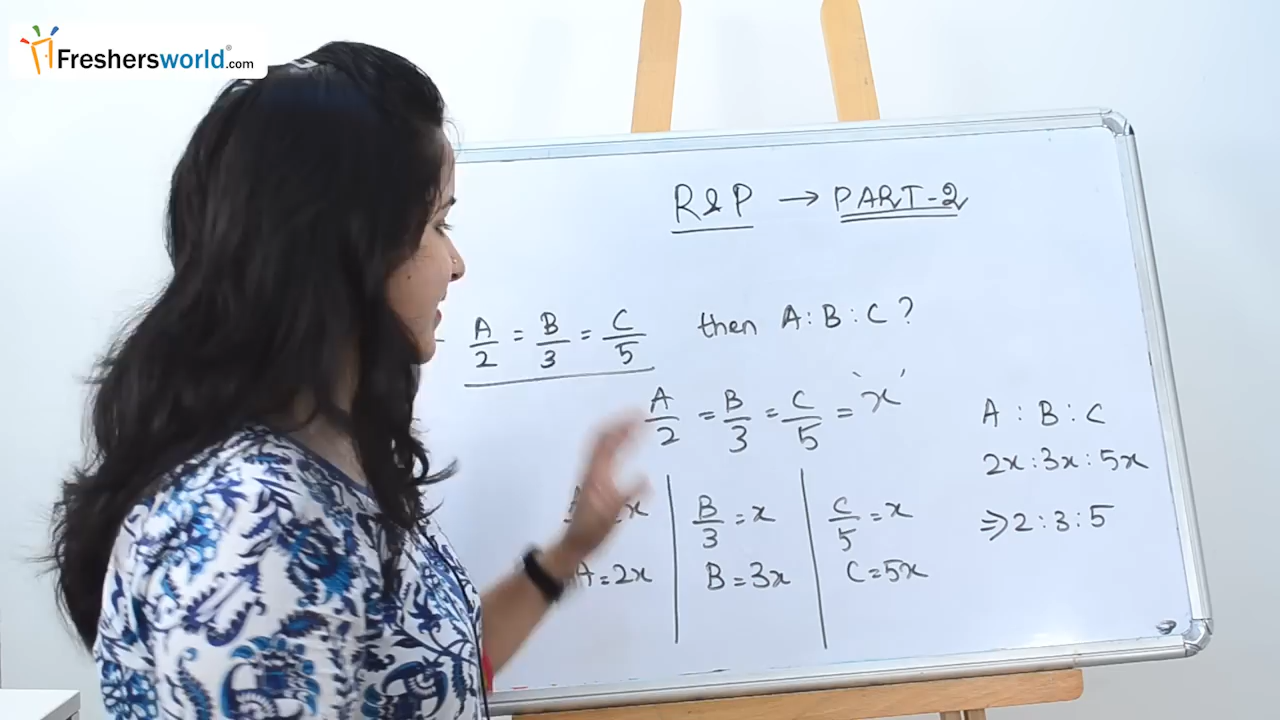 Freshersworld.com
R&P → PART-2
A/2 = B/3 = C/5 then A:B:C?
A/2 = B/3 = C/5 = 'x'
A : B : C
2x : 3x : 5x
⇒ 2 : 3 : 5
x
B/3 = x
C/5 = x
A = 2x
B = 3x
C = 5x